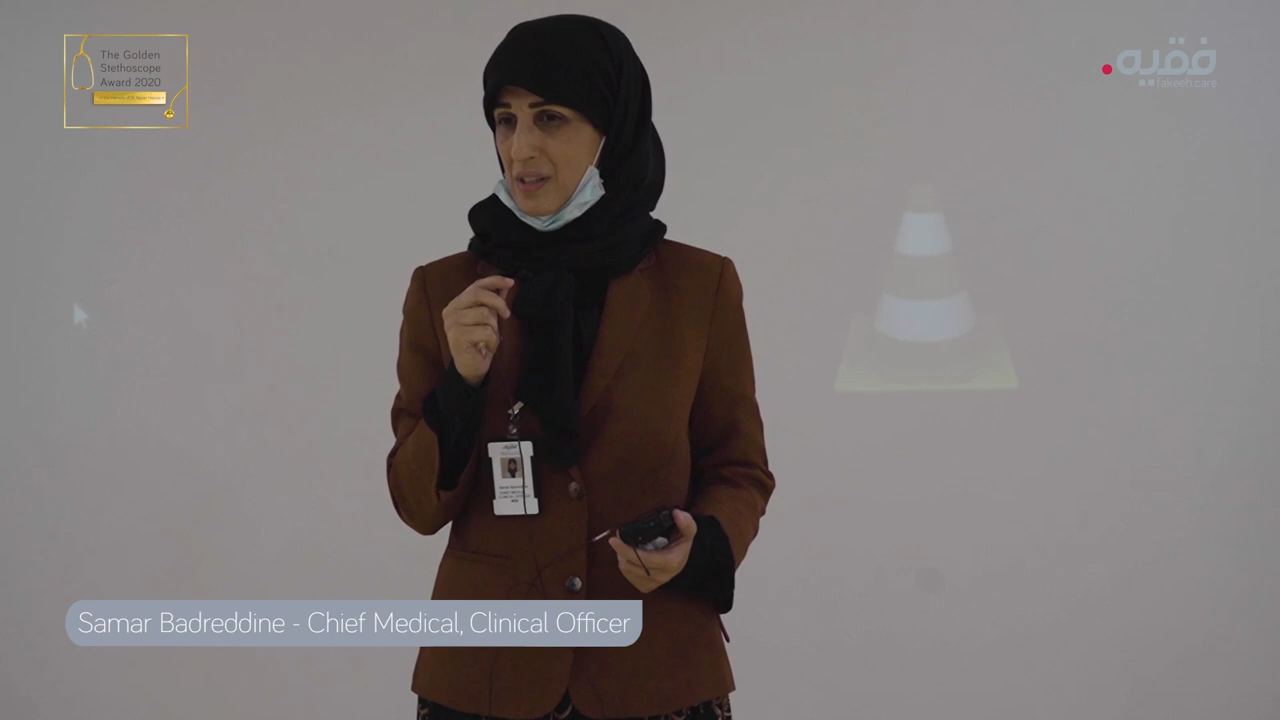 The Golden
Stethoscope
Award 2020
فقيه
fakeeh.care
Samar Badreddine - Chief Medical, Clinical Officer